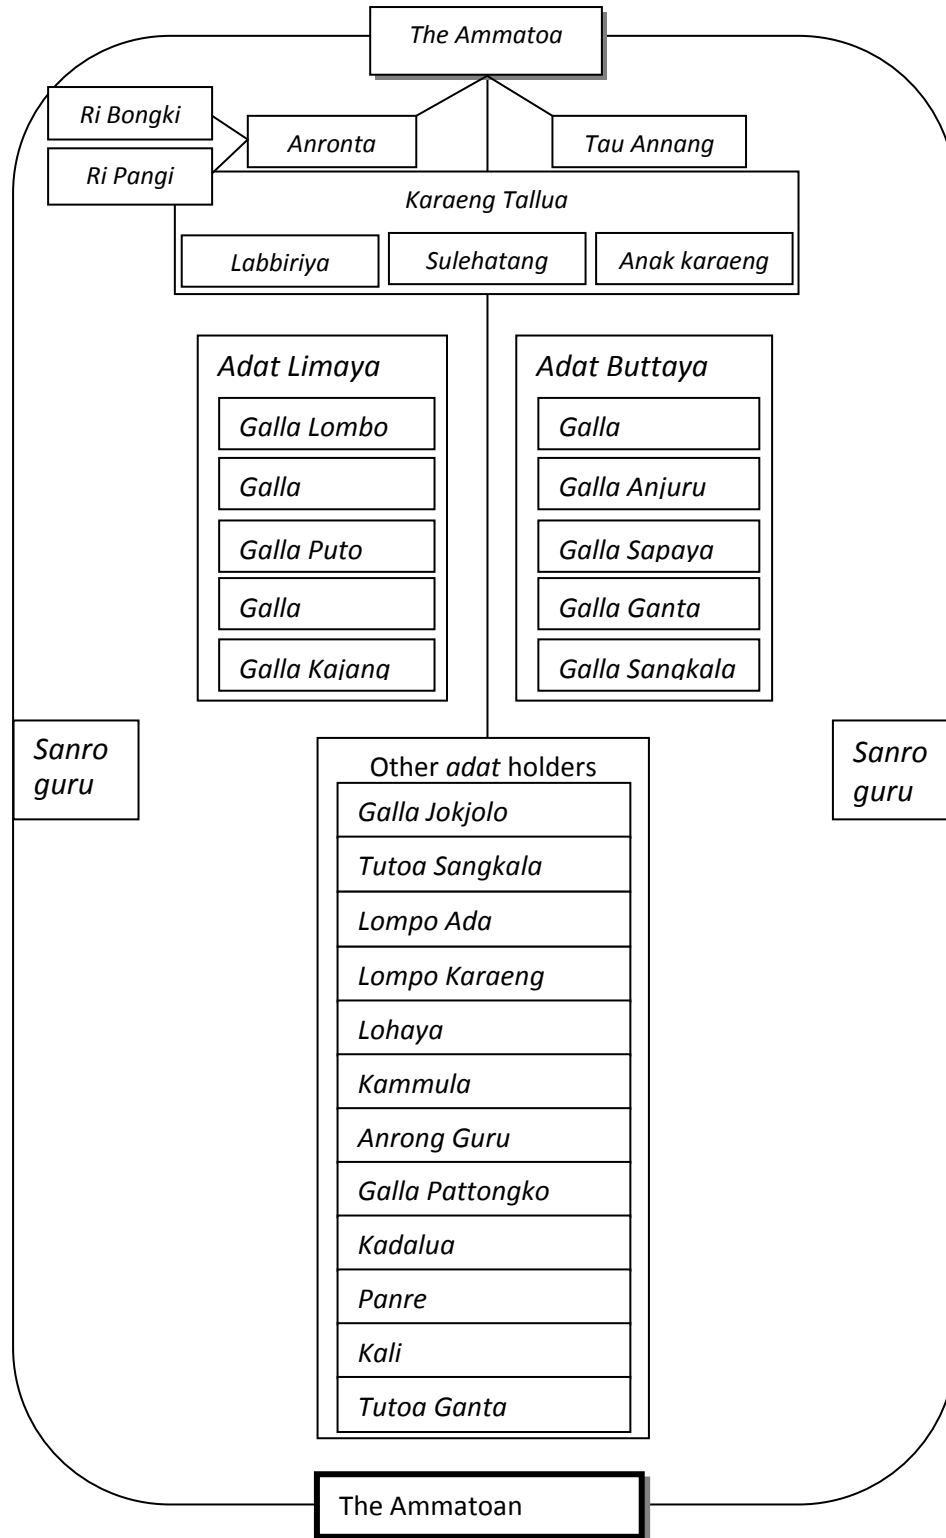 The Ammatoa
Ri Bongki
Anronta
Tau Annang
Ri Pangi
Karaeng Tallua
Labbiriya
Sulehatang
Anak karaeng
Adat Limaya
Galla Lombo
Galla
Galla Puto
Galla
Galla Kajang
Adat Buttaya
Galla
Galla Anjuru
Galla Sapaya
Galla Ganta
Galla Sangkala
Sanro
guru
Sanro
guru
Other adat holders
Galla Jokjolo
Tutoa Sangkala
Lompo Ada
Lompo Karaeng
Lohaya
Kammula
Anrong Guru
Galla Pattongko
Kadalua
Panre
Kali
Tutoa Ganta
The Ammatoan